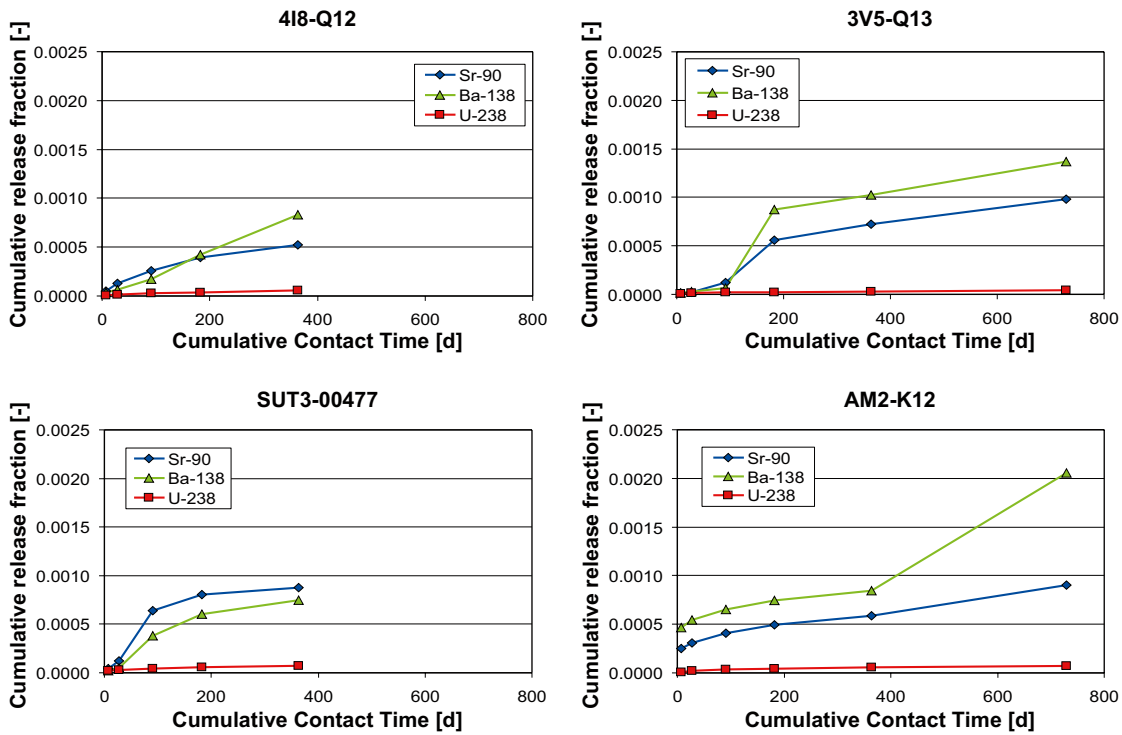 4I8-Q12
Cumulative release fraction [-]
0.0025
0.0020
0.0015
0.0010
0.0005
0.0000
Sr-90
Ba-138
U-238
0 200 400 600 800
Cumulative Contact Time [d]
3V5-Q13
Cumulative release fraction [-]
0.0025
0.0020
0.0015
0.0010
0.0005
0.0000
Sr-90
Ba-138
U-238
0 200 400 600 800
Cumulative Contact Time [d]
SUT3-00477
Cumulative release fraction [-]
0.0025
0.0020
0.0015
0.0010
0.0005
0.0000
Sr-90
Ba-138
U-238
0 200 400 600 800
Cumulative Contact Time [d]
AM2-K12
Cumulative release fraction [-]
0.0025
0.0020
0.0015
0.0010
0.0005
0.0000
Sr-90
Ba-138
U-238
0 200 400 600 800
Cumulative Contact Time [d]